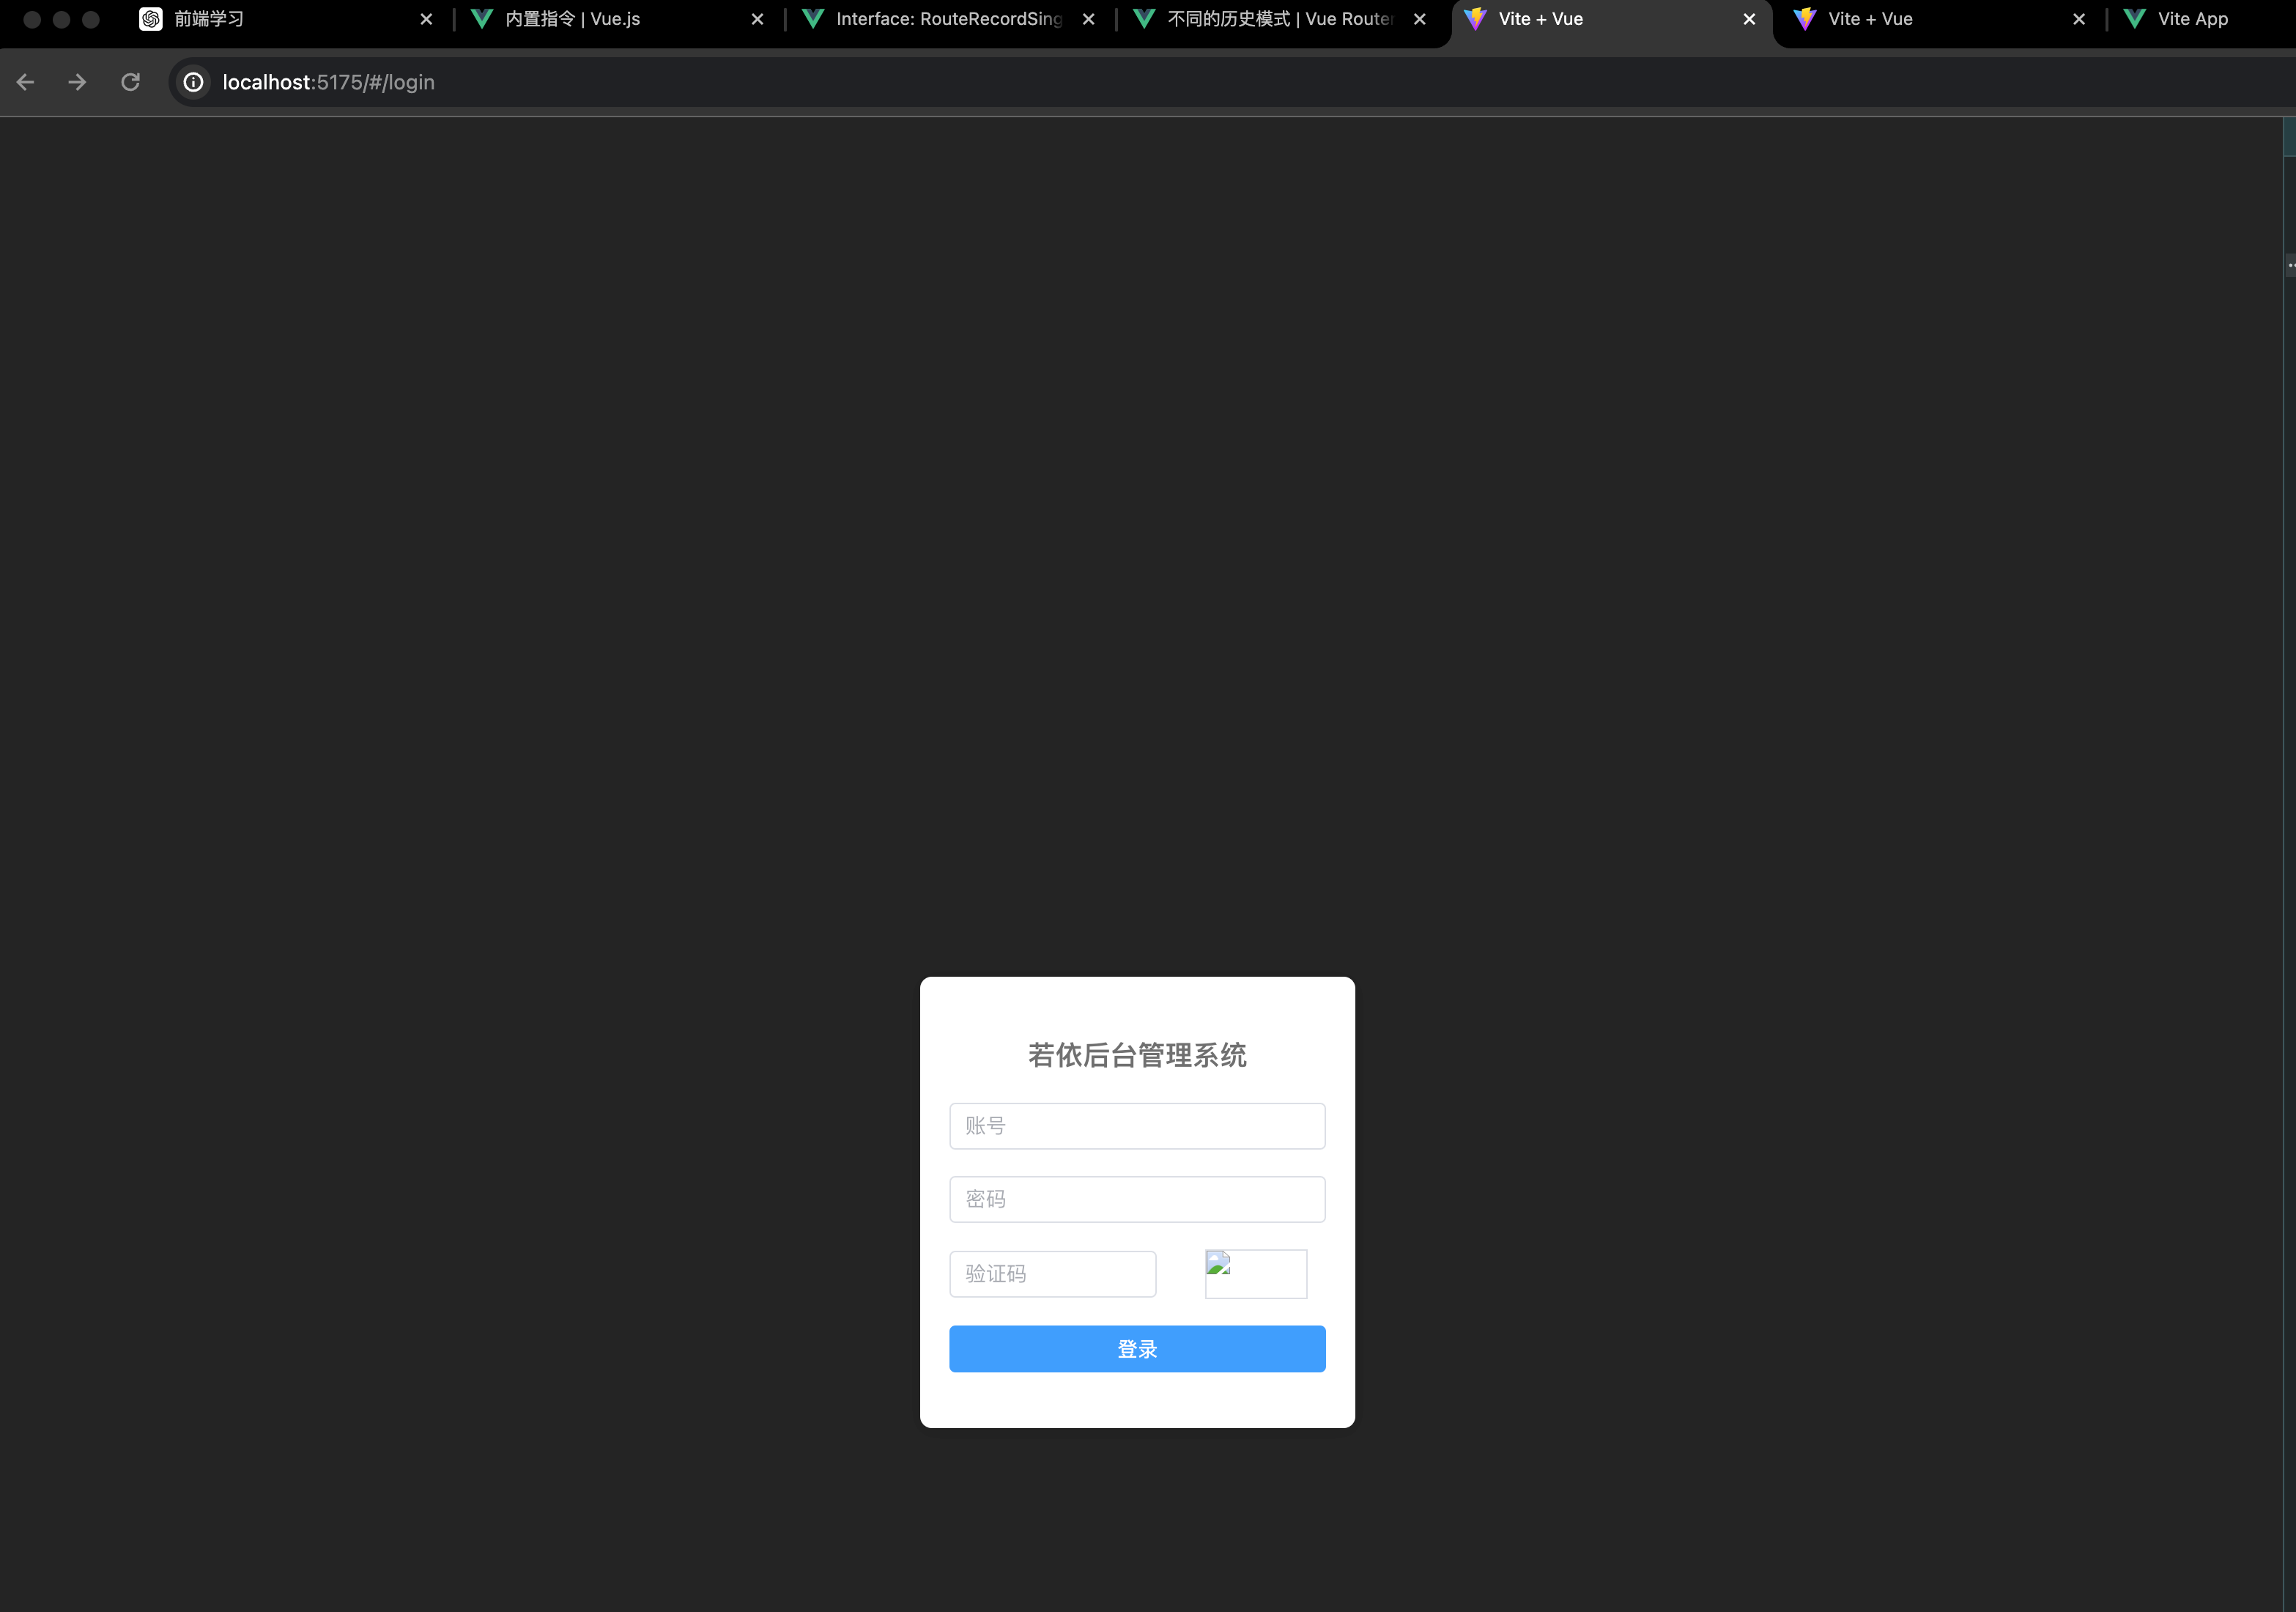 前端学习
内置指令 | Vue.js
Interface: RouteRecordSing
不同的历史模式 | Vue Router
Vite + Vue
Vite + Vue
Vite App
localhost:5175/#/login
若依后台管理系统
账号
密码
验证码
登录